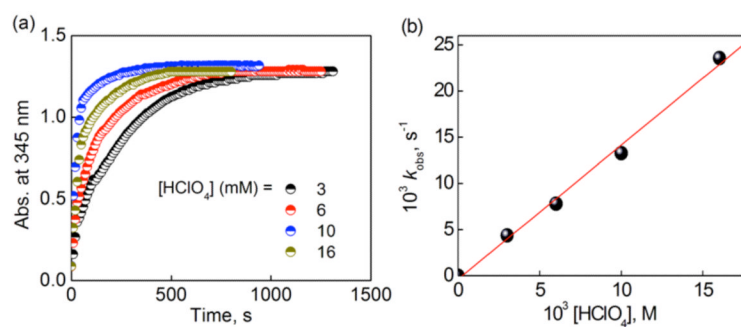 (a)
1.5
1.0
0.5
0.0
Abs. at 345 nm
[HClO₄] (mM) =
3
6
10
16
0 500 1000 1500
Time, s
(b)
25
20
15
10
5
0
10³ k_obs, s⁻¹
0 5 10 15
10³ [HClO₄], M